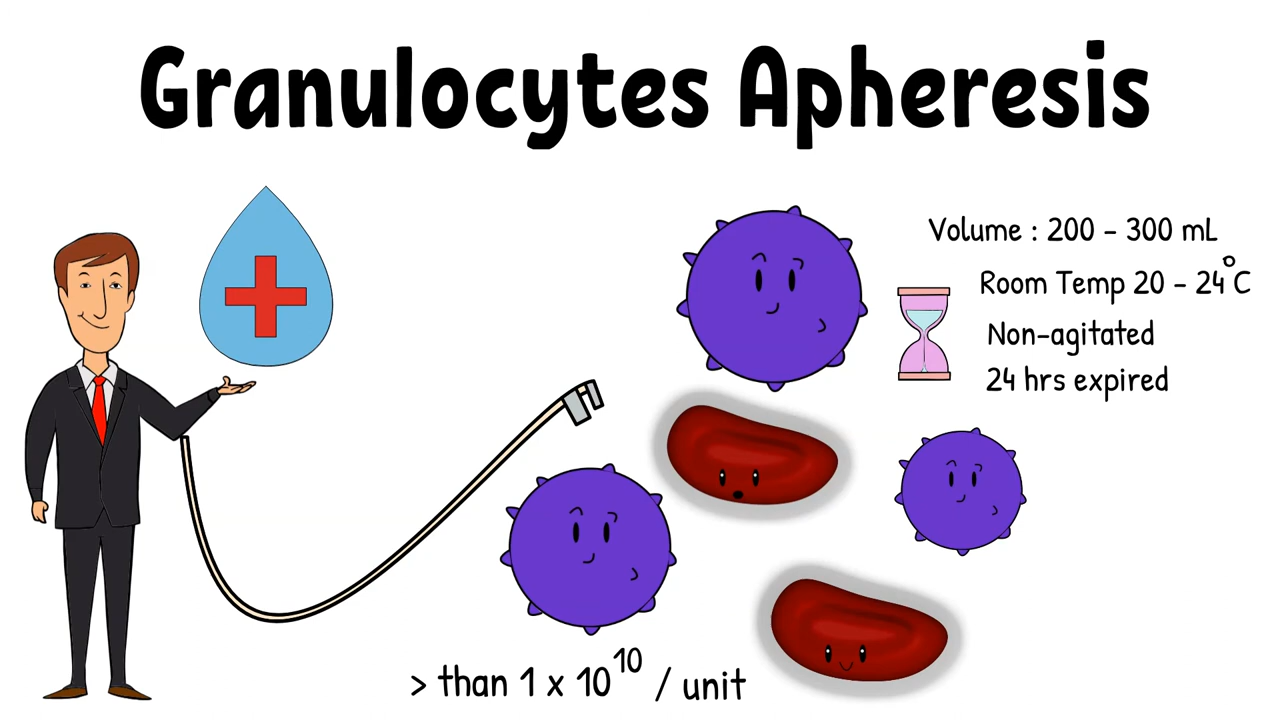 Granulocytes Apheresis
Volume : 200 - 300 mL
Room Temp 20 - 24°C
Non-agitated
24 hrs expired
> than 1 x 10¹⁰ / unit